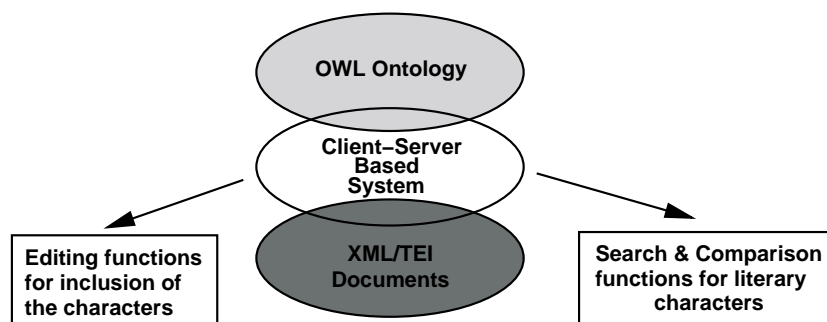 OWL Ontology
Client–Server
Based
System
XML/TEI
Documents
Editing functions
for inclusion of
the characters
Search & Comparison
functions for literary
characters